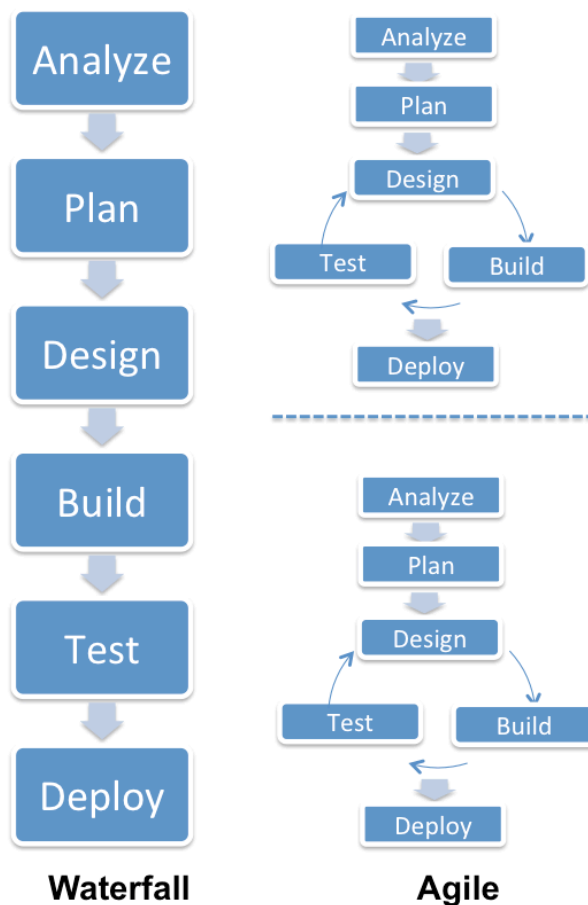 Analyze
Plan
Design
Build
Test
Deploy
Waterfall
Analyze
Plan
Design
Test
Build
Deploy
Analyze
Plan
Design
Test
Build
Deploy
Agile